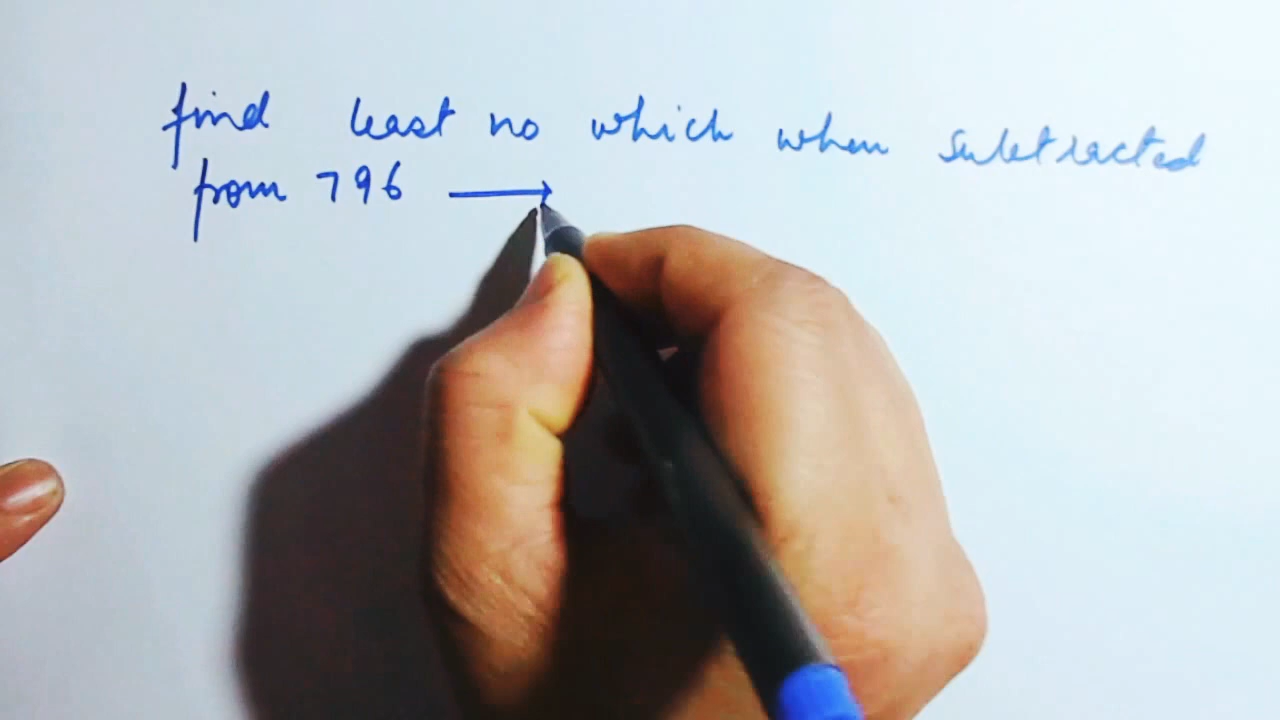 find least no which when subtracted
from 796 →